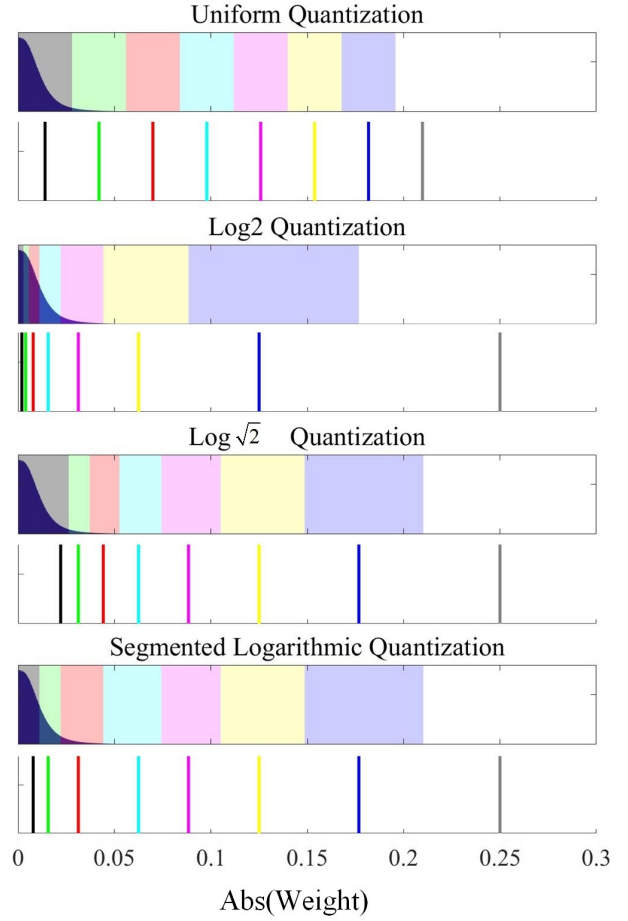 Uniform Quantization
Log2 Quantization
Log √2 Quantization
Segmented Logarithmic Quantization
0 0.05 0.1 0.15 0.2 0.25 0.3
Abs(Weight)